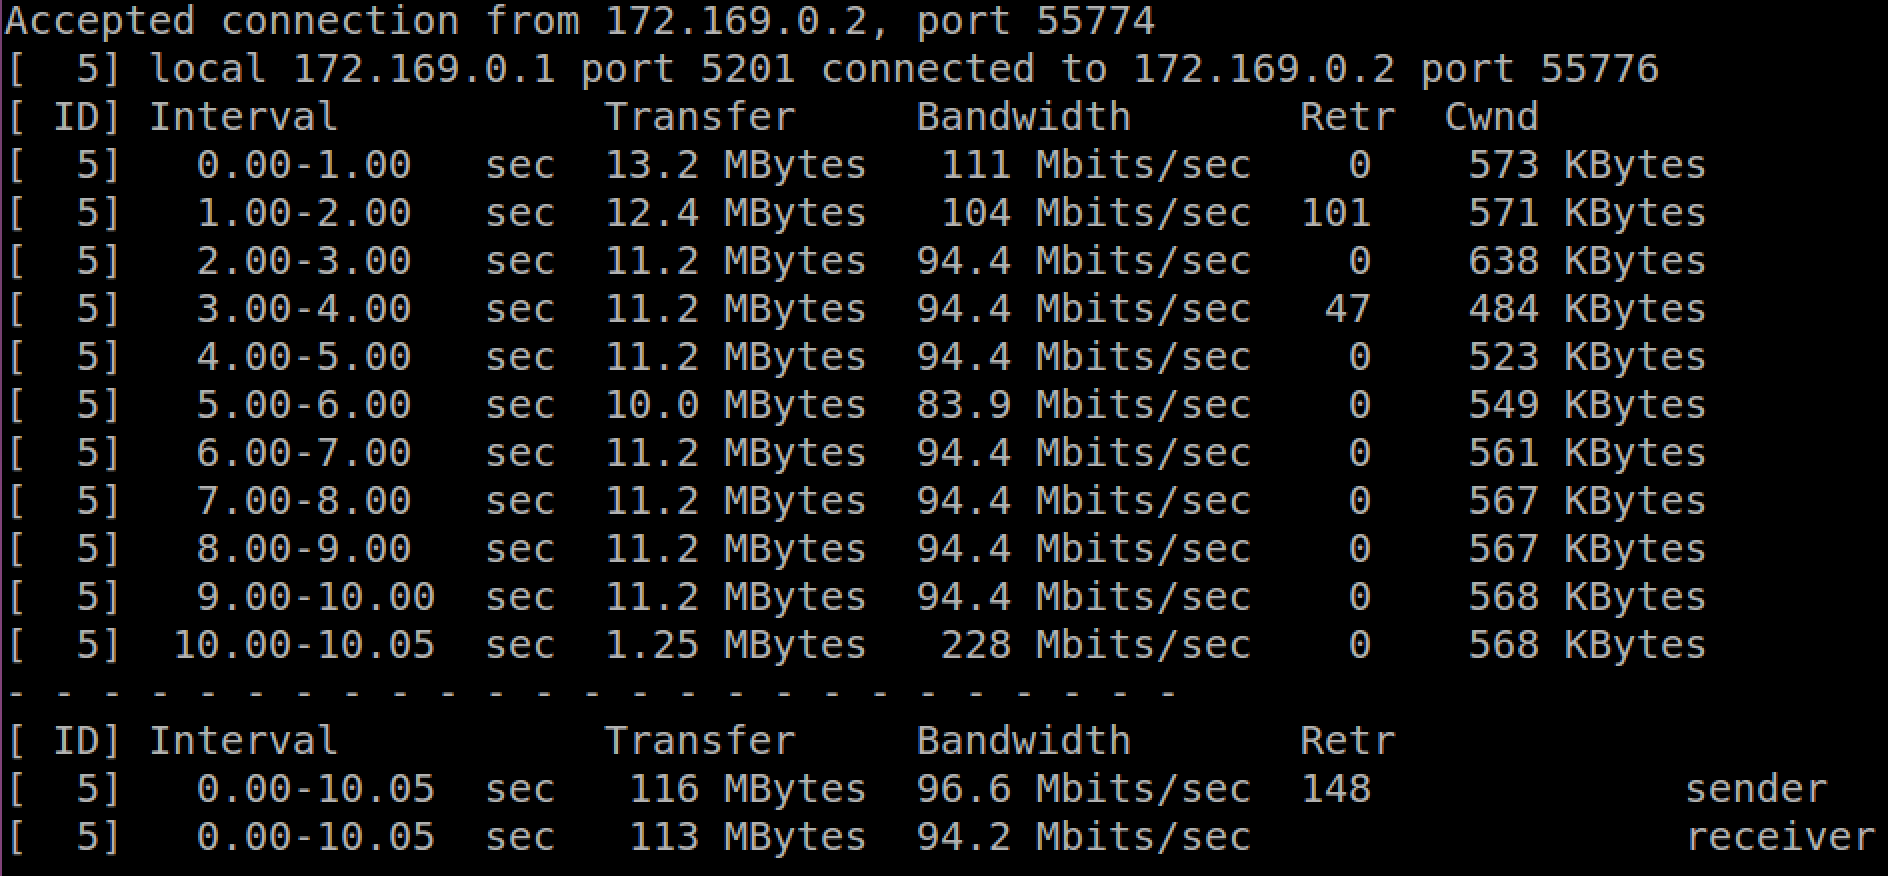 Accepted connection from 172.169.0.2, port 55774
[  5] local 172.169.0.1 port 5201 connected to 172.169.0.2 port 55776
[ ID] Interval           Transfer     Bandwidth       Retr  Cwnd
[  5]   0.00-1.00   sec  13.2 MBytes   111 Mbits/sec    0    573 KBytes
[  5]   1.00-2.00   sec  12.4 MBytes   104 Mbits/sec  101    571 KBytes
[  5]   2.00-3.00   sec  11.2 MBytes  94.4 Mbits/sec    0    638 KBytes
[  5]   3.00-4.00   sec  11.2 MBytes  94.4 Mbits/sec   47    484 KBytes
[  5]   4.00-5.00   sec  11.2 MBytes  94.4 Mbits/sec    0    523 KBytes
[  5]   5.00-6.00   sec  10.0 MBytes  83.9 Mbits/sec    0    549 KBytes
[  5]   6.00-7.00   sec  11.2 MBytes  94.4 Mbits/sec    0    561 KBytes
[  5]   7.00-8.00   sec  11.2 MBytes  94.4 Mbits/sec    0    567 KBytes
[  5]   8.00-9.00   sec  11.2 MBytes  94.4 Mbits/sec    0    567 KBytes
[  5]   9.00-10.00  sec  11.2 MBytes  94.4 Mbits/sec    0    568 KBytes
[  5]  10.00-10.05  sec  1.25 MBytes   228 Mbits/sec    0    568 KBytes
- - - - - - - - - - - - - - - - - - - - - - - - -
[ ID] Interval           Transfer     Bandwidth       Retr
[  5]   0.00-10.05  sec   116 MBytes  96.6 Mbits/sec  148             sender
[  5]   0.00-10.05  sec   113 MBytes  94.2 Mbits/sec                  receiver